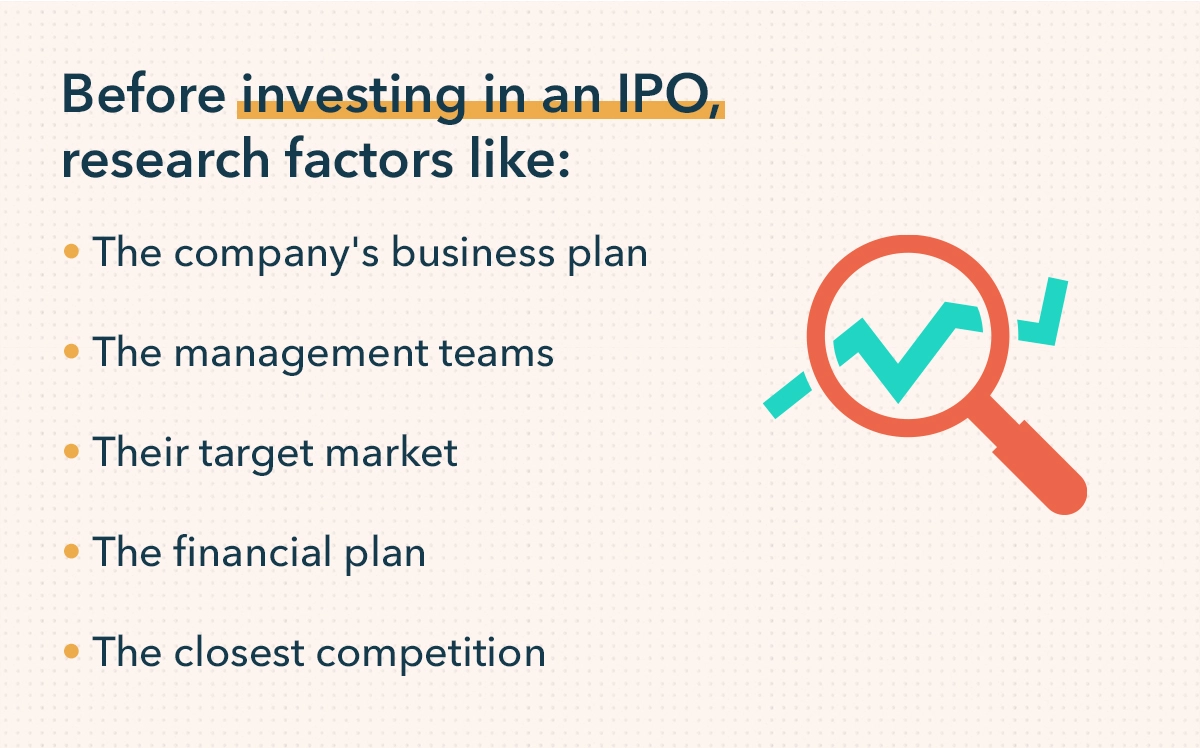 Before investing in an IPO,
research factors like:
• The company's business plan
• The management teams
• Their target market
• The financial plan
• The closest competition